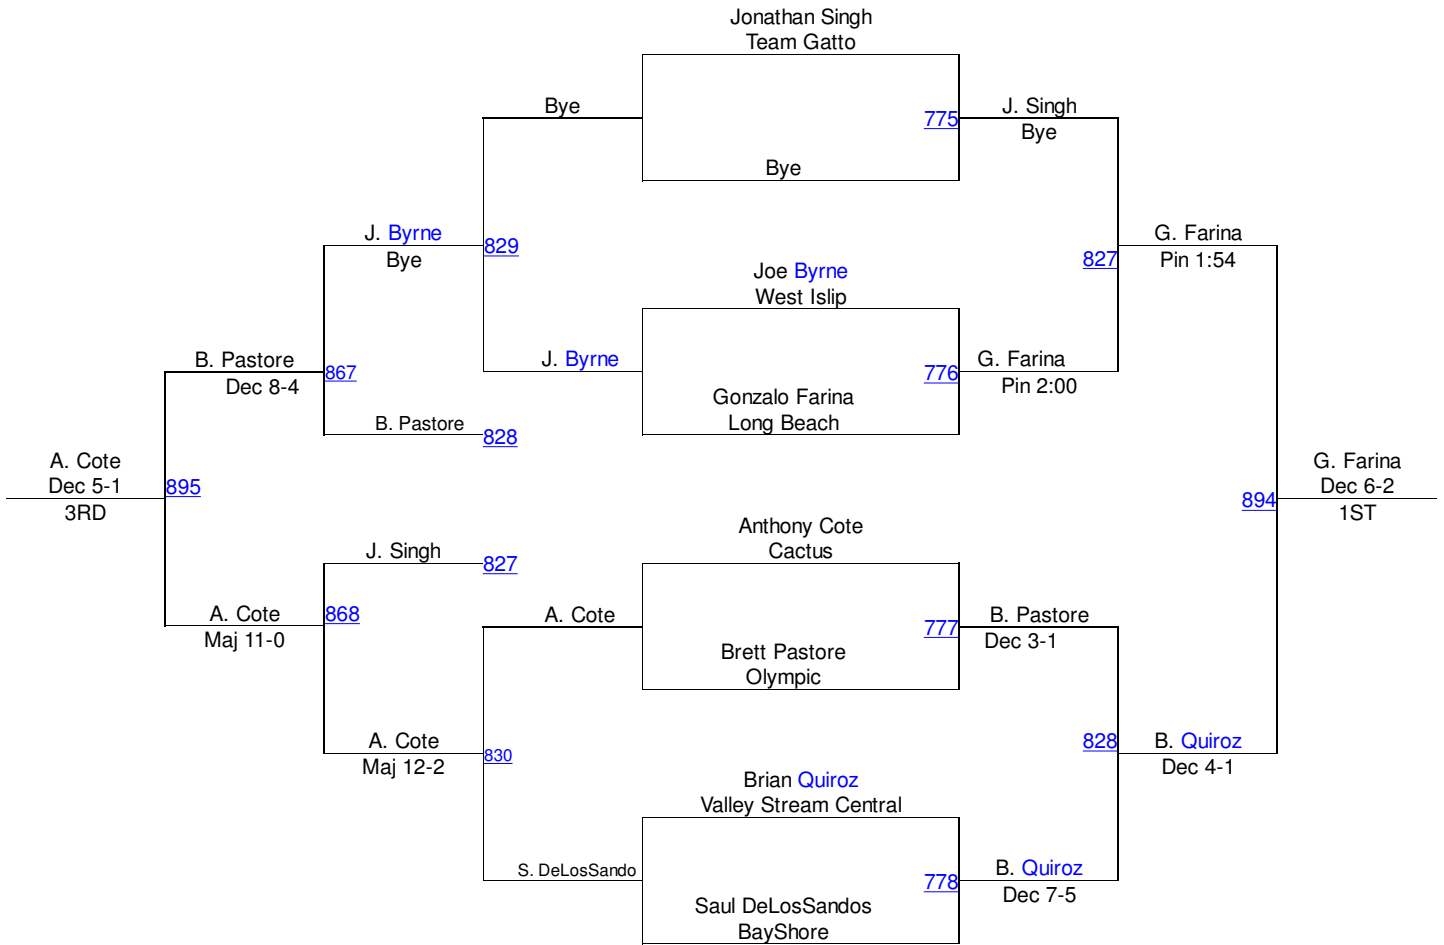 Jonathan Singh
Team Gatto
Bye
775
J. Singh
Bye
Bye
J. Byrne
Bye
829
G. Farina
Pin 1:54
827
Joe Byrne
West Islip
B. Pastore
Dec 8-4
867
J. Byrne
776
G. Farina
Pin 2:00
Gonzalo Farina
Long Beach
B. Pastore
828
A. Cote
Dec 5-1
3RD
895
G. Farina
Dec 6-2
1ST
894
Anthony Cote
Cactus
J. Singh
827
A. Cote
Maj 11-0
868
A. Cote
777
B. Pastore
Dec 3-1
Brett Pastore
Olympic
A. Cote
Maj 12-2
830
828
B. Quiroz
Dec 4-1
Brian Quiroz
Valley Stream Central
S. DeLosSando
778
B. Quiroz
Dec 7-5
Saul DeLosSandos
BayShore